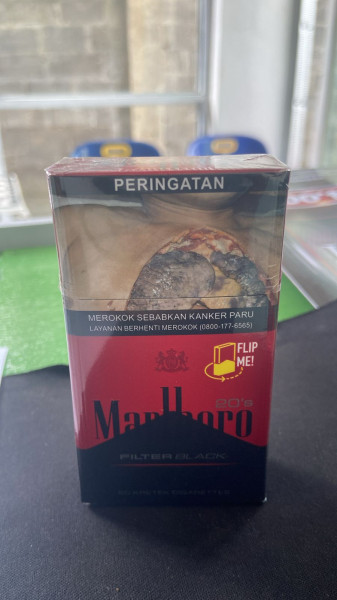 PERINGATAN
MEROKOK SEBABKAN KANKER PARU
LAYANAN BERHENTI MEROKOK (0800-177-6565)
FLIP
ME!
20's
Marlboro
FILTER BLACK